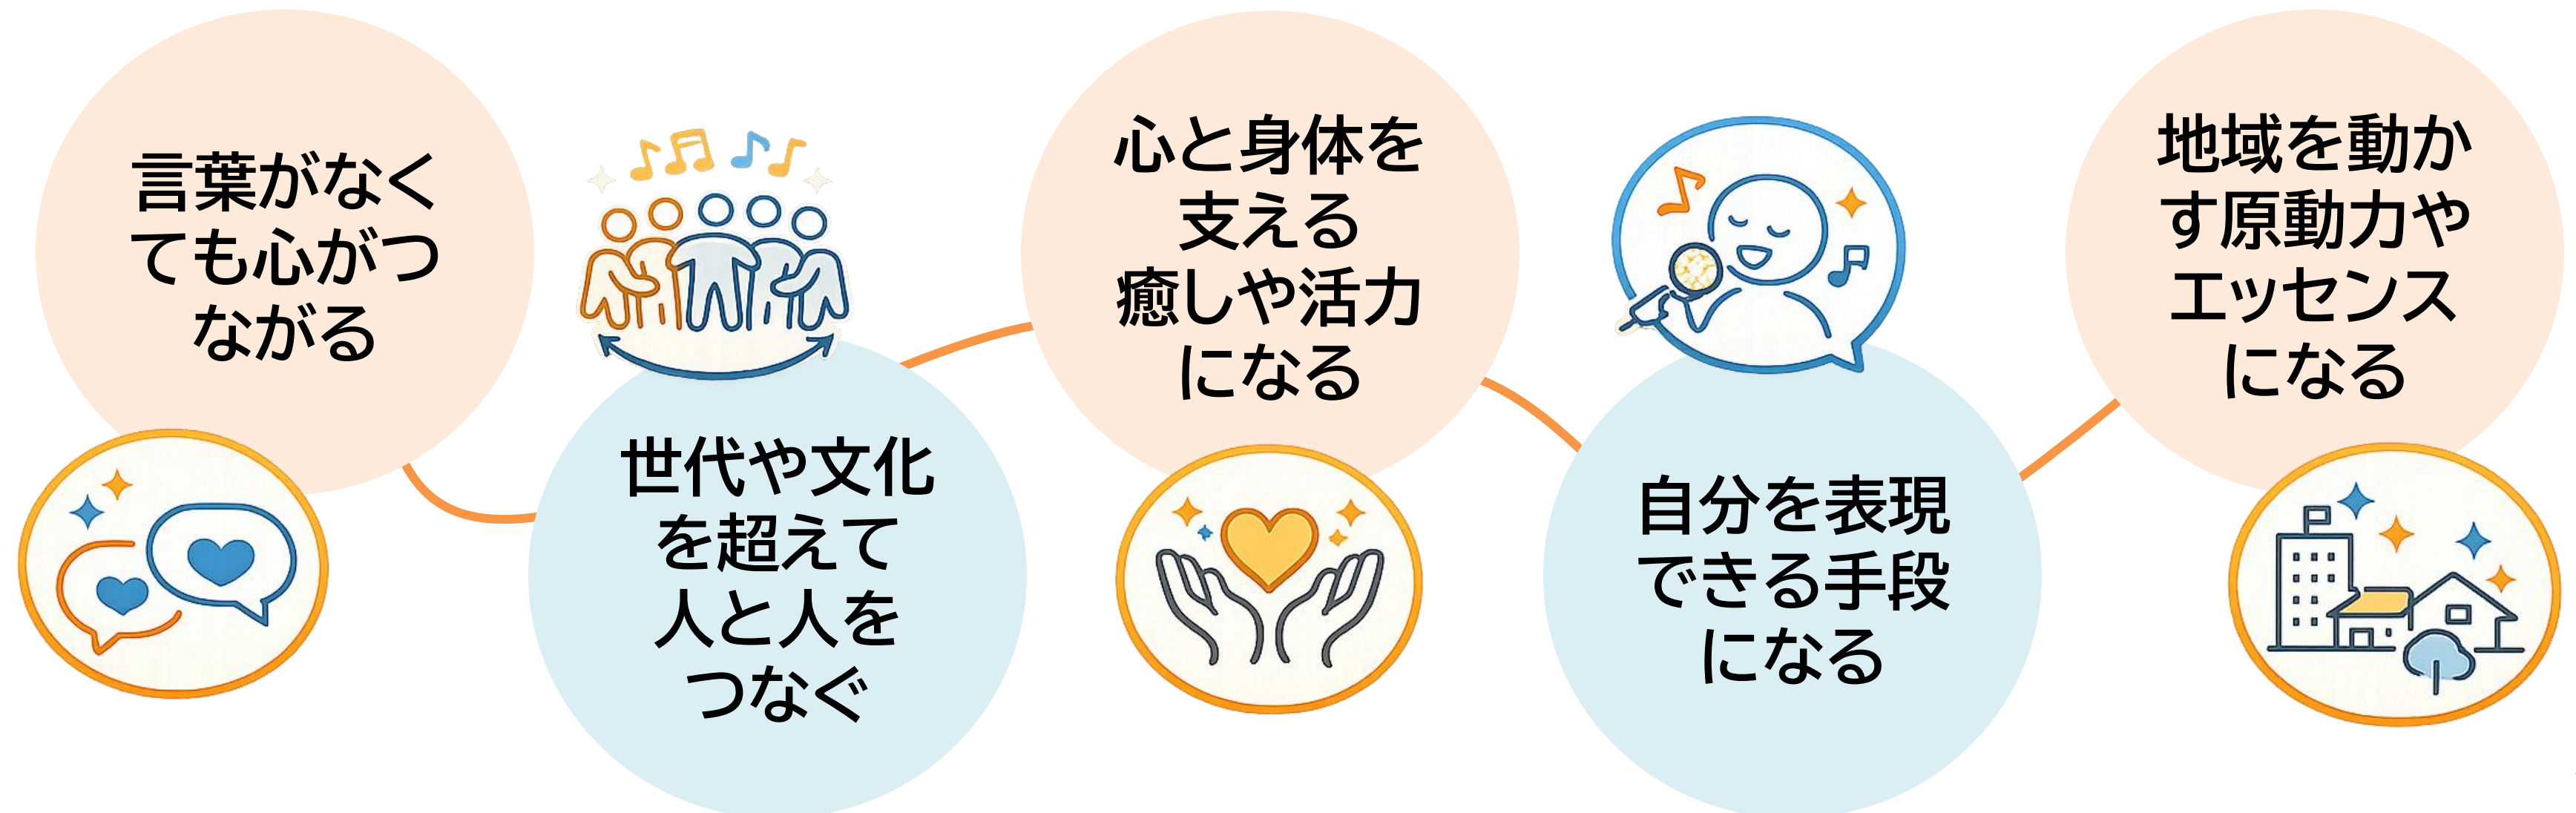 言葉がなく
ても心がつ
ながる
世代や文化
を超えて
人と人を
つなぐ
心と身体を
支える
癒しや活力
になる
自分を表現
できる手段
になる
地域を動か
す原動力や
エッセンス
になる